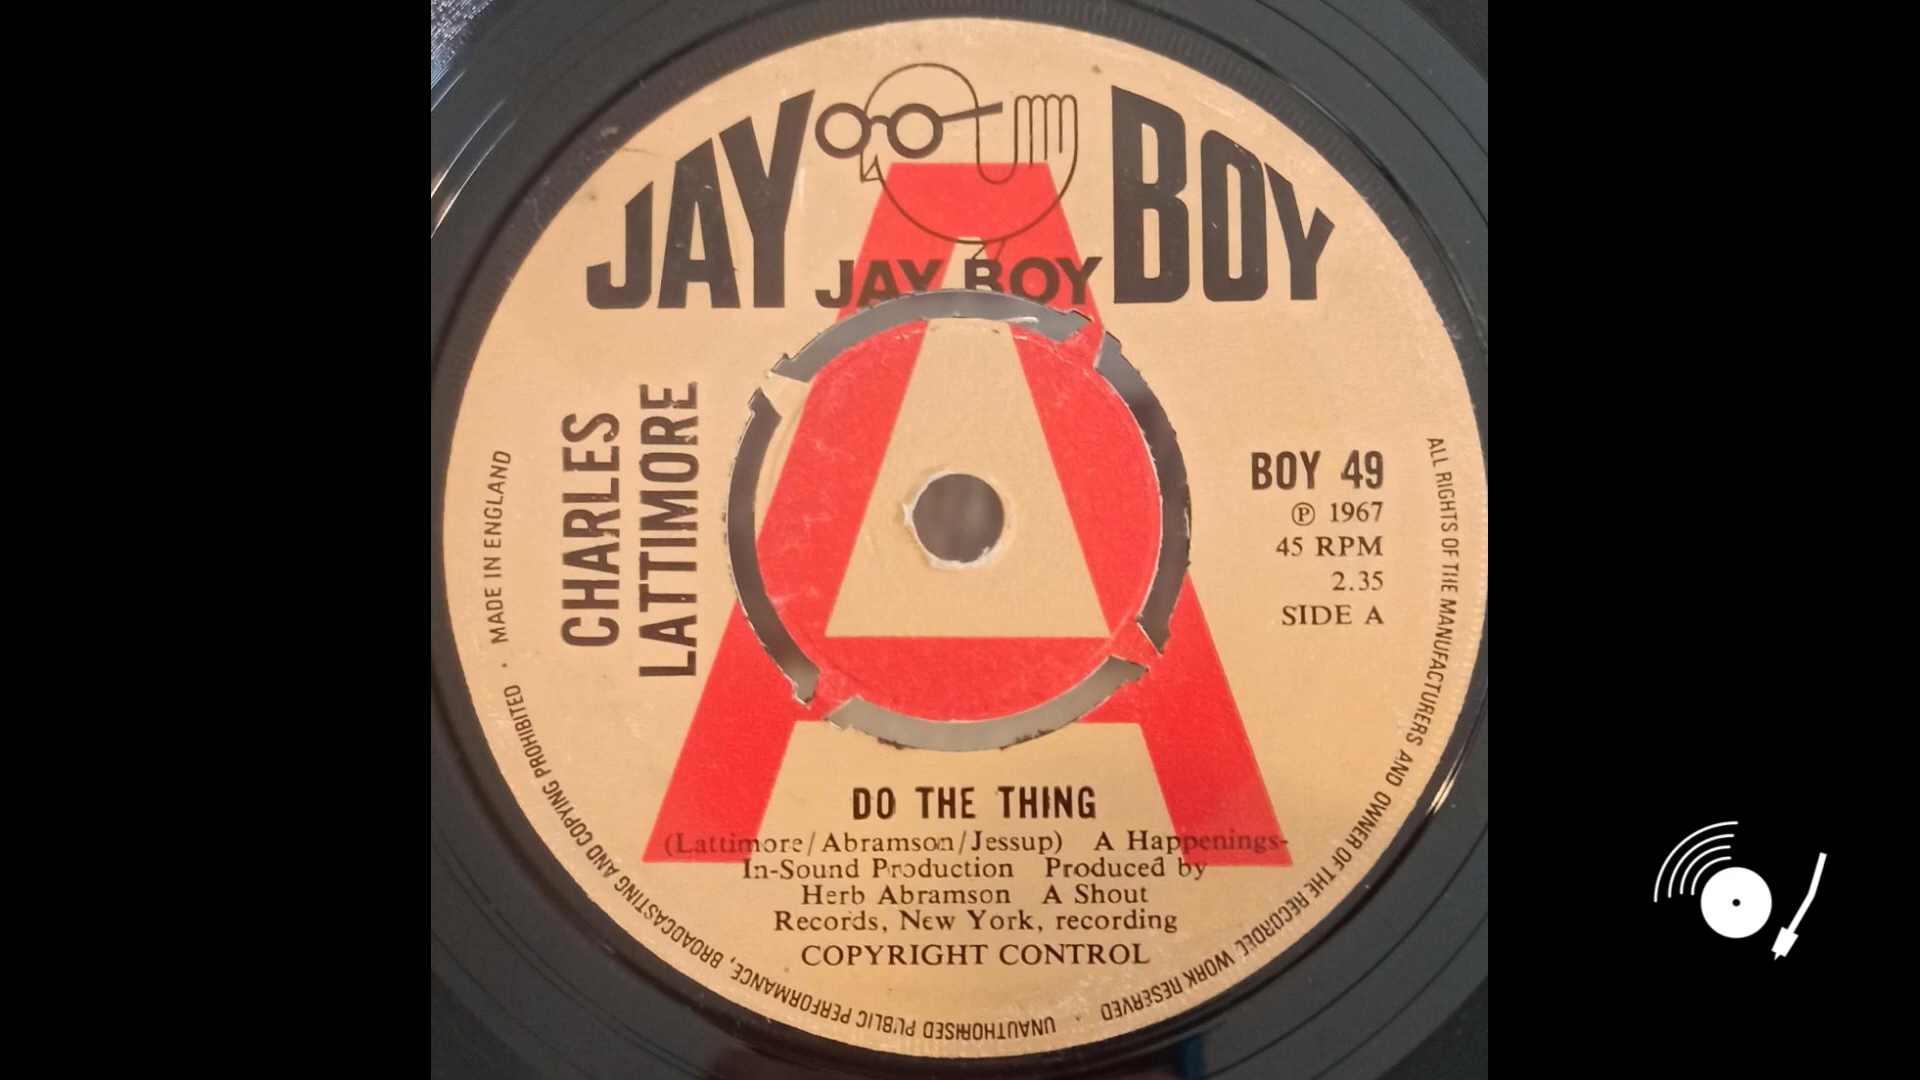 JAY BOY
JAY BOY
A
CHARLES
LATTIMORE
BOY 49
Ⓟ 1967
45 RPM
2.35
SIDE A
DO THE THING
(Lattimore/Abramson/Jessup) A Happenings-
In-Sound Production Produced by
Herb Abramson A Shout
Records, New York, recording
COPYRIGHT CONTROL
ALL RIGHTS OF THE MANUFACTURERS AND OWNER OF THE RECORDED WORK RESERVED · UNAUTHORISED PUBLIC PERFORMANCE, BROADCASTING AND COPYING PROHIBITED · MADE IN ENGLAND